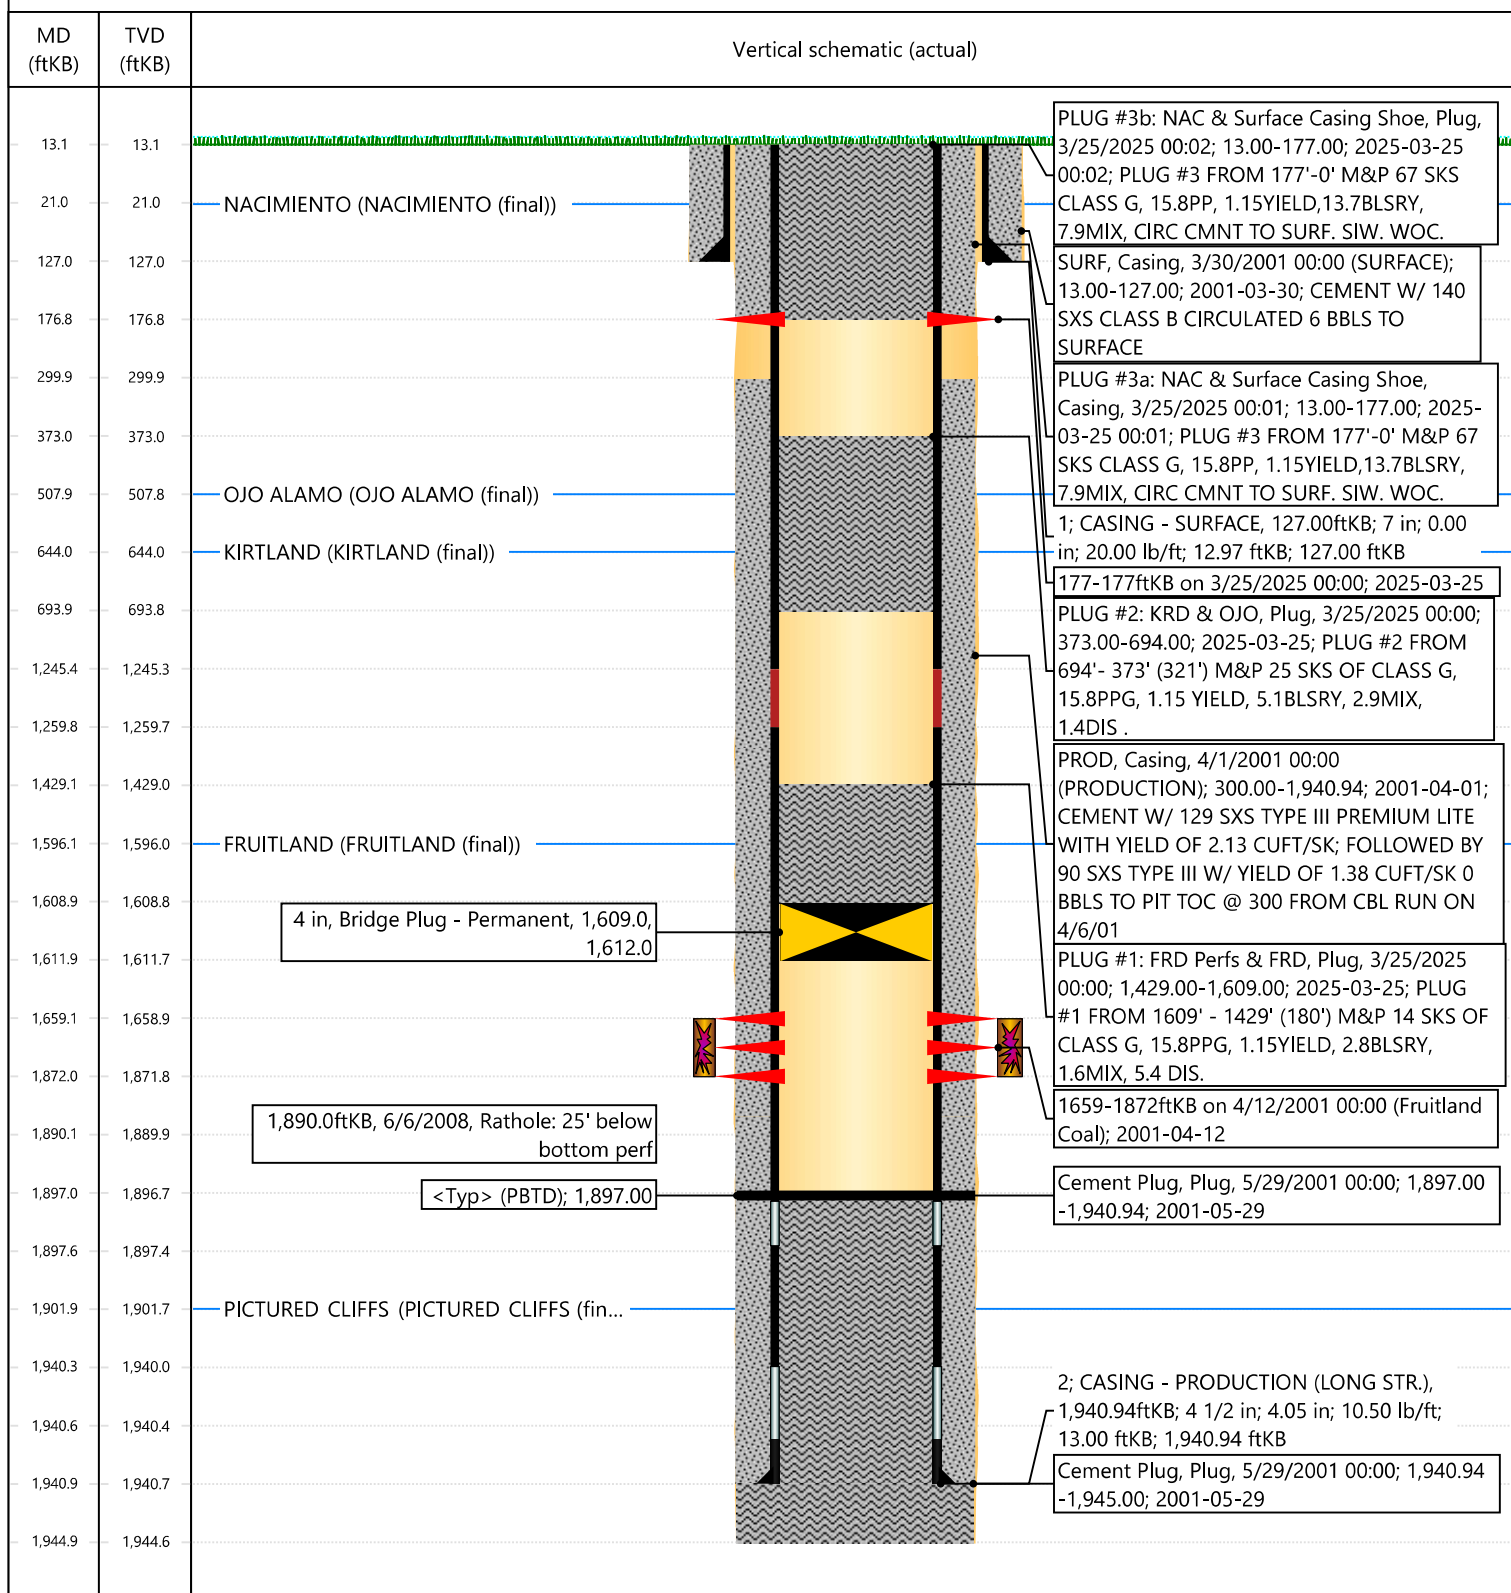 MD
(ftKB)
TVD
(ftKB)
Vertical schematic (actual)
13.1 13.1
21.0 21.0
127.0 127.0
176.8 176.8
299.9 299.9
373.0 373.0
507.9 507.8
644.0 644.0
693.9 693.8
1,245.4 1,245.3
1,259.8 1,259.7
1,429.1 1,429.0
1,596.1 1,596.0
1,608.9 1,608.8
1,611.9 1,611.7
1,659.1 1,658.9
1,872.0 1,871.8
1,890.1 1,889.9
1,897.0 1,896.7
1,897.6 1,897.4
1,901.9 1,901.7
1,940.3 1,940.0
1,940.6 1,940.4
1,940.9 1,940.7
1,944.9 1,944.6
NACIMIENTO (NACIMIENTO (final))
OJO ALAMO (OJO ALAMO (final))
KIRTLAND (KIRTLAND (final))
FRUITLAND (FRUITLAND (final))
4 in, Bridge Plug - Permanent, 1,609.0,
1,612.0
1,890.0ftKB, 6/6/2008, Rathole: 25' below
bottom perf
<Typ> (PBTD); 1,897.00
PICTURED CLIFFS (PICTURED CLIFFS (fin...
PLUG #3b: NAC & Surface Casing Shoe, Plug,
3/25/2025 00:02; 13.00-177.00; 2025-03-25
00:02; PLUG #3 FROM 177'-0' M&P 67 SKS
CLASS G, 15.8PP, 1.15YIELD,13.7BLSRY,
7.9MIX, CIRC CMNT TO SURF. SIW. WOC.
SURF, Casing, 3/30/2001 00:00 (SURFACE);
13.00-127.00; 2001-03-30; CEMENT W/ 140
SXS CLASS B CIRCULATED 6 BBLS TO
SURFACE
PLUG #3a: NAC & Surface Casing Shoe,
Casing, 3/25/2025 00:01; 13.00-177.00; 2025-
03-25 00:01; PLUG #3 FROM 177'-0' M&P 67
SKS CLASS G, 15.8PP, 1.15YIELD,13.7BLSRY,
7.9MIX, CIRC CMNT TO SURF. SIW. WOC.
1; CASING - SURFACE, 127.00ftKB; 7 in; 0.00
in; 20.00 lb/ft; 12.97 ftKB; 127.00 ftKB
177-177ftKB on 3/25/2025 00:00; 2025-03-25
PLUG #2: KRD & OJO, Plug, 3/25/2025 00:00;
373.00-694.00; 2025-03-25; PLUG #2 FROM
694'- 373' (321') M&P 25 SKS OF CLASS G,
15.8PPG, 1.15 YIELD, 5.1BLSRY, 2.9MIX,
1.4DIS .
PROD, Casing, 4/1/2001 00:00
(PRODUCTION); 300.00-1,940.94; 2001-04-01;
CEMENT W/ 129 SXS TYPE III PREMIUM LITE
WITH YIELD OF 2.13 CUFT/SK; FOLLOWED BY
90 SXS TYPE III W/ YIELD OF 1.38 CUFT/SK 0
BBLS TO PIT TOC @ 300 FROM CBL RUN ON
4/6/01
PLUG #1: FRD Perfs & FRD, Plug, 3/25/2025
00:00; 1,429.00-1,609.00; 2025-03-25; PLUG
#1 FROM 1609' - 1429' (180') M&P 14 SKS OF
CLASS G, 15.8PPG, 1.15YIELD, 2.8BLSRY,
1.6MIX, 5.4 DIS.
1659-1872ftKB on 4/12/2001 00:00 (Fruitland
Coal); 2001-04-12
Cement Plug, Plug, 5/29/2001 00:00; 1,897.00
-1,940.94; 2001-05-29
2; CASING - PRODUCTION (LONG STR.),
1,940.94ftKB; 4 1/2 in; 4.05 in; 10.50 lb/ft;
13.00 ftKB; 1,940.94 ftKB
Cement Plug, Plug, 5/29/2001 00:00; 1,940.94
-1,945.00; 2001-05-29